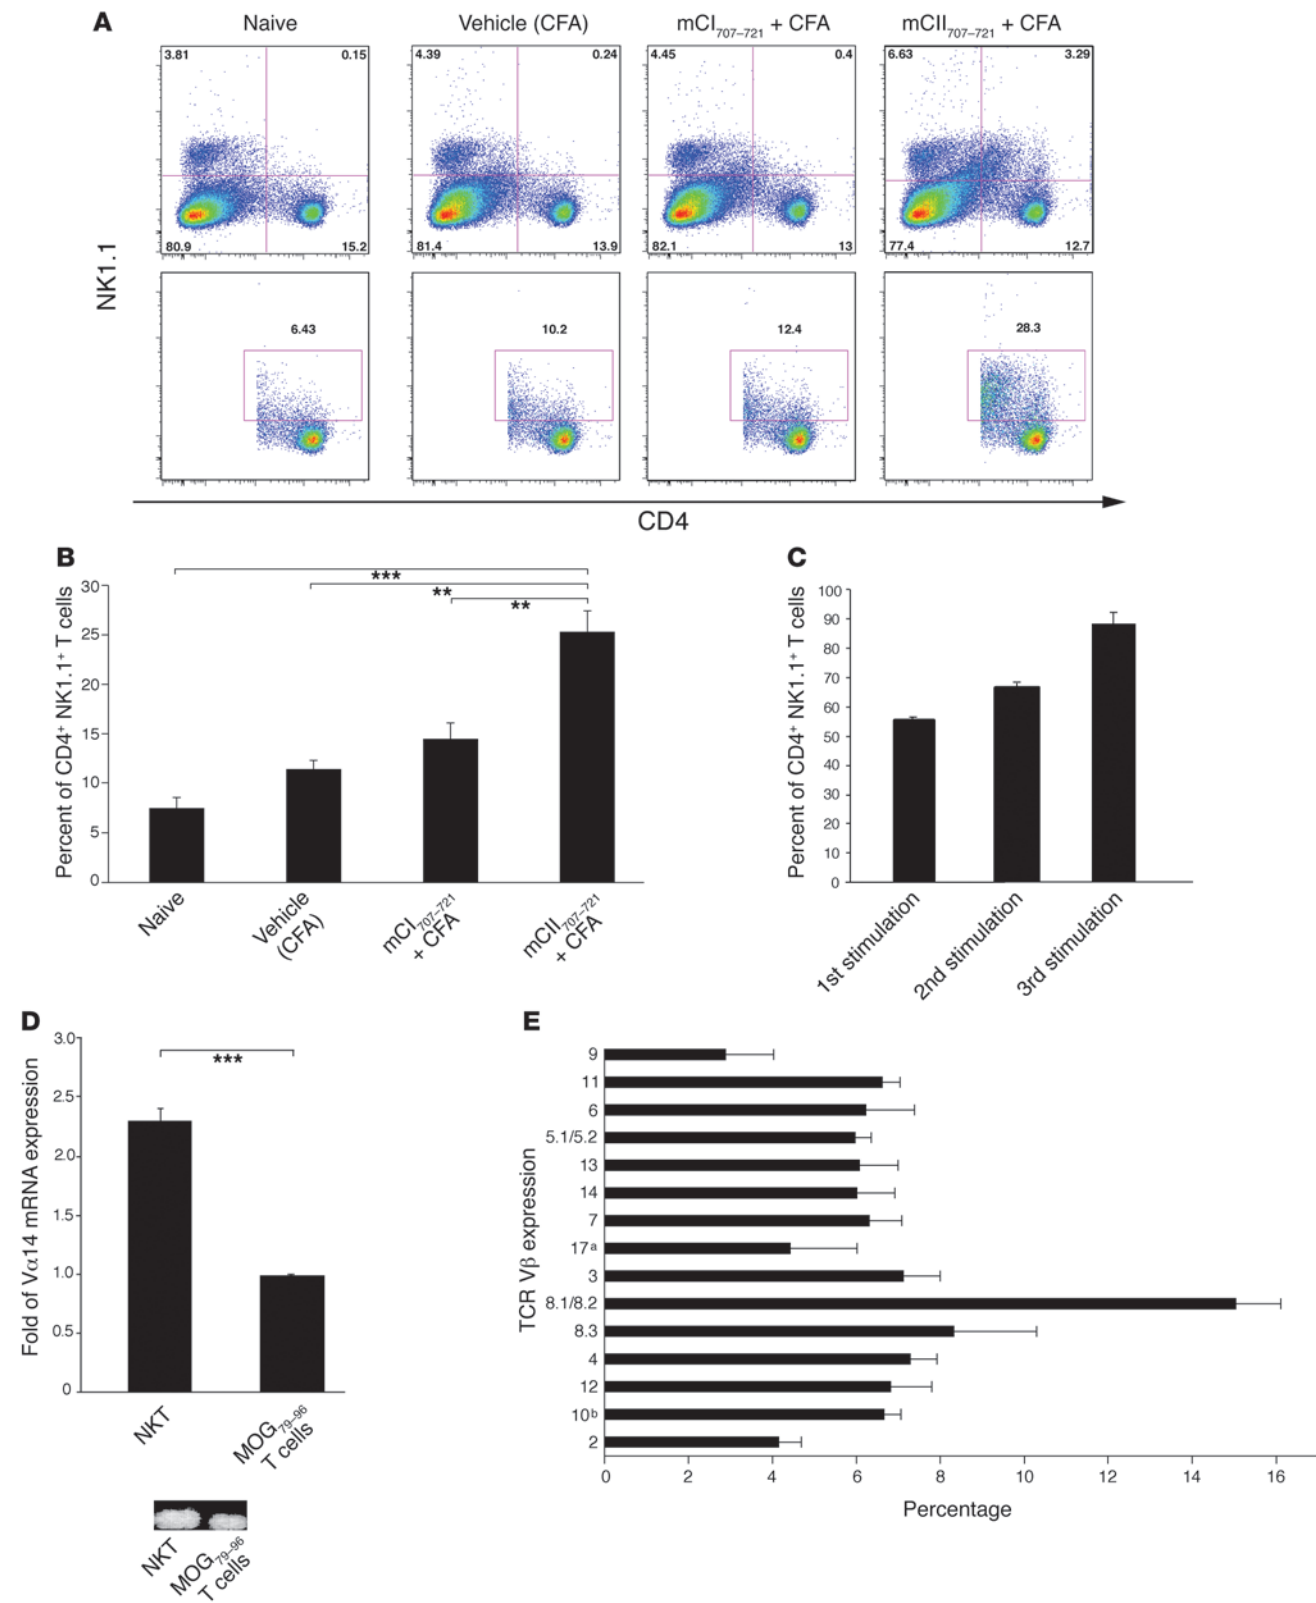 A
Naive
Vehicle (CFA)
mCI707–721 + CFA
mCII707–721 + CFA
3.81
0.15
4.39
0.24
4.45
0.4
6.63
3.29
80.9
15.2
81.4
13.9
82.1
13
77.4
12.7
NK1.1
6.43
10.2
12.4
28.3
CD4
B
Percent of CD4+ NK1.1+ T cells
30
25
20
15
10
5
0
***
**
**
Naive
Vehicle
(CFA)
mCI707–721
+ CFA
mCII707–721
+ CFA
C
Percent of CD4+ NK1.1+ T cells
100
90
80
70
60
50
40
30
20
10
0
1st stimulation
2nd stimulation
3rd stimulation
D
Fold of Vα14 mRNA expression
3.0
2.5
2.0
1.5
1.0
0.5
0
***
NKT
MOG79–96
T cells
NKT
MOG79–96
T cells
E
TCR Vβ expression
9
11
6
5.1/5.2
13
14
7
17a
3
8.1/8.2
8.3
4
12
10b
2
0
2
4
6
8
10
12
14
16
Percentage